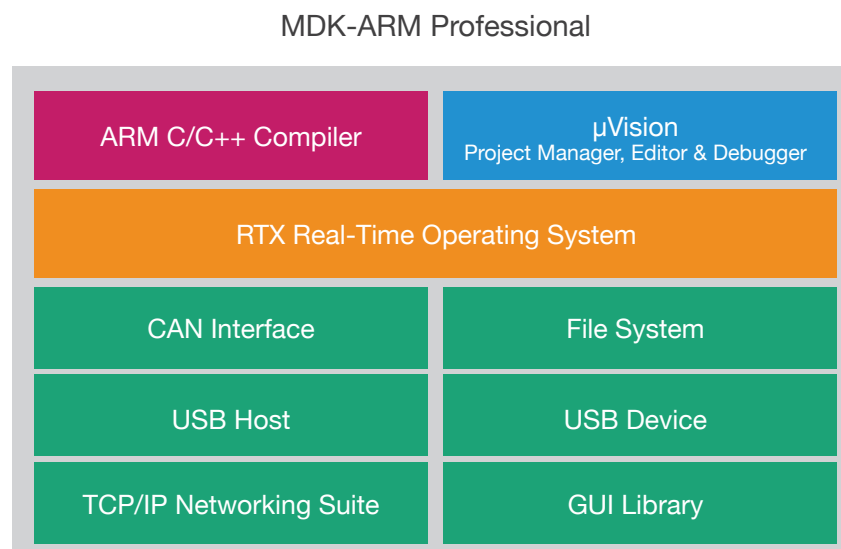 MDK-ARM Professional
ARM C/C++ Compiler
µVision
Project Manager, Editor & Debugger
RTX Real-Time Operating System
CAN Interface
File System
USB Host
USB Device
TCP/IP Networking Suite
GUI Library